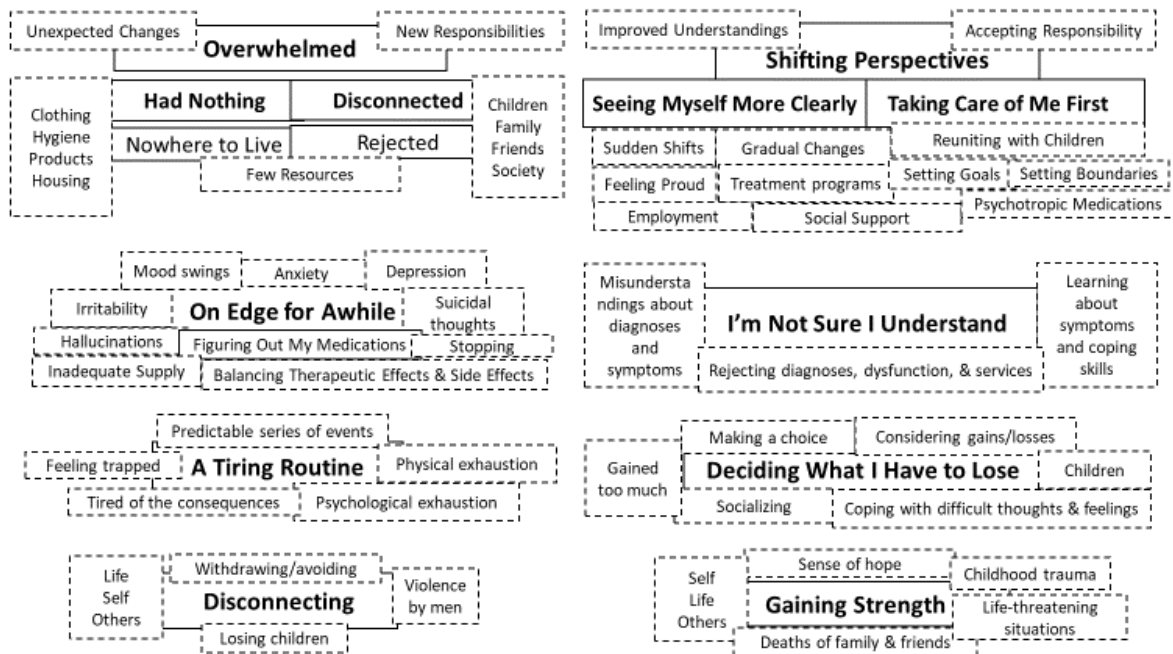 Unexpected Changes
New Responsibilities
Overwhelmed
Clothing
Hygiene
Products
Housing
Had Nothing
Disconnected
Nowhere to Live
Rejected
Few Resources
Children
Family
Friends
Society
Improved Understandings
Accepting Responsibility
Shifting Perspectives
Seeing Myself More Clearly
Taking Care of Me First
Sudden Shifts
Gradual Changes
Reuniting with Children
Feeling Proud
Treatment programs
Setting Goals
Setting Boundaries
Employment
Social Support
Psychotropic Medications
Mood swings
Anxiety
Depression
Irritability
On Edge for Awhile
Suicidal
thoughts
Hallucinations
Figuring Out My Medications
Stopping
Inadequate Supply
Balancing Therapeutic Effects & Side Effects
Misundersta
ndings about
diagnoses
and
symptoms
I'm Not Sure I Understand
Rejecting diagnoses, dysfunction, & services
Learning
about
symptoms
and coping
skills
Predictable series of events
Feeling trapped
A Tiring Routine
Physical exhaustion
Tired of the consequences
Psychological exhaustion
Gained
too much
Making a choice
Considering gains/losses
Deciding What I Have to Lose
Children
Socializing
Coping with difficult thoughts & feelings
Life
Self
Others
Withdrawing/avoiding
Disconnecting
Losing children
Violence
by men
Self
Life
Others
Sense of hope
Childhood trauma
Gaining Strength
Life-threatening
situations
Deaths of family & friends